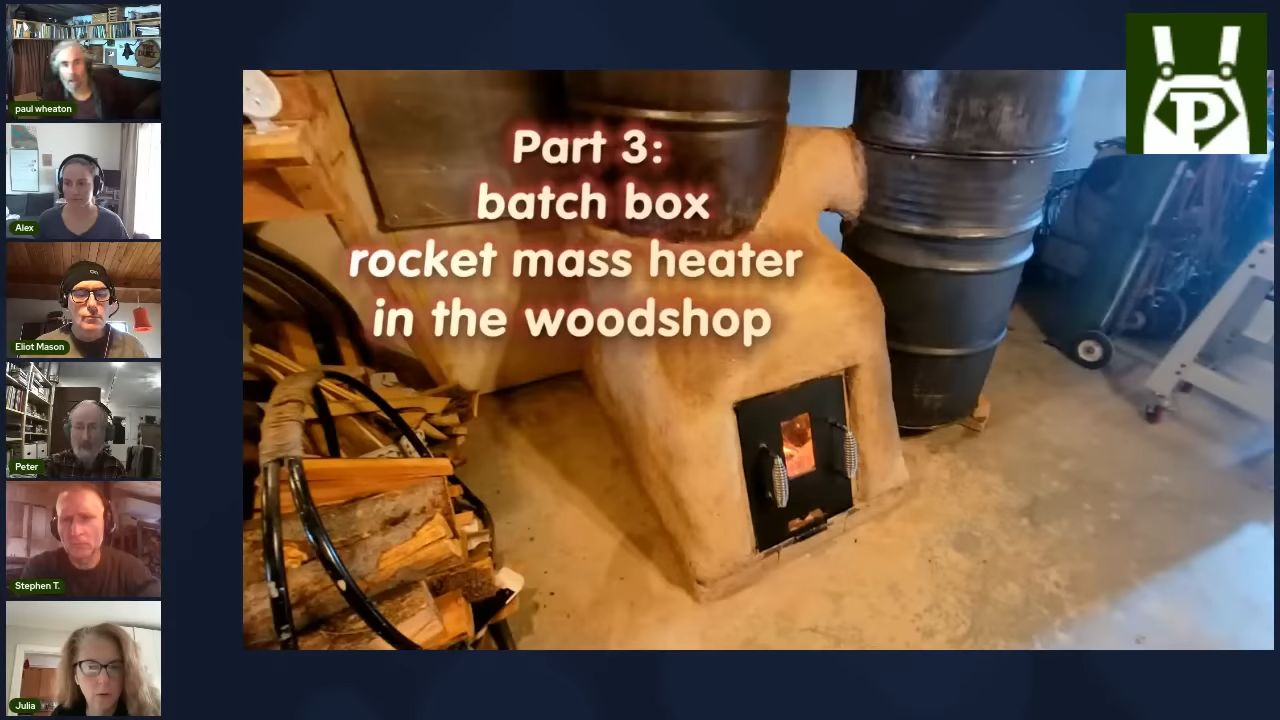 paul wheaton
Alex
Eliot Mason
Peter
Stephen T.
Julia
Part 3:
batch box
rocket mass heater
in the woodshop
P